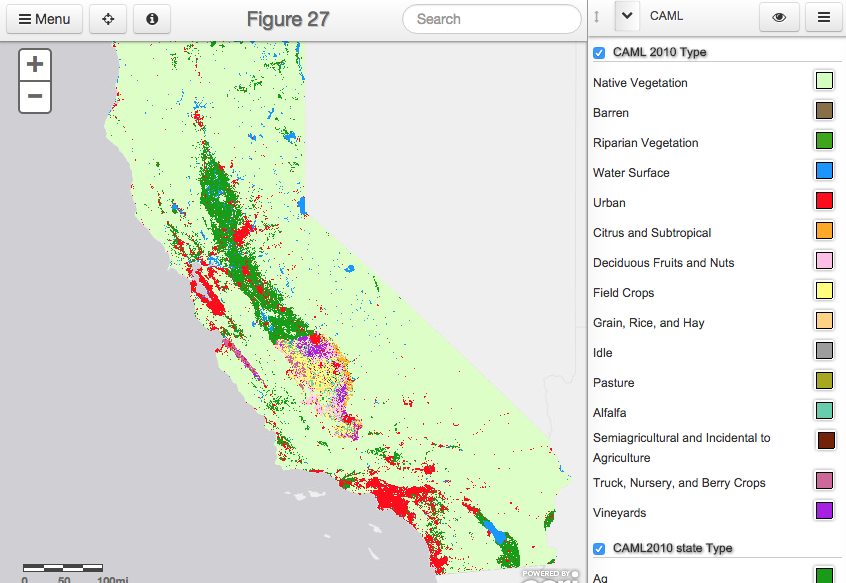 Menu
Figure 27
Search
CAML
CAML 2010 Type
Native Vegetation
Barren
Riparian Vegetation
Water Surface
Urban
Citrus and Subtropical
Deciduous Fruits and Nuts
Field Crops
Grain, Rice, and Hay
Idle
Pasture
Alfalfa
Semiagricultural and Incidental to
Agriculture
Truck, Nursery, and Berry Crops
Vineyards
CAML2010 state Type
Ag
0 50 100mi
POWERED BY